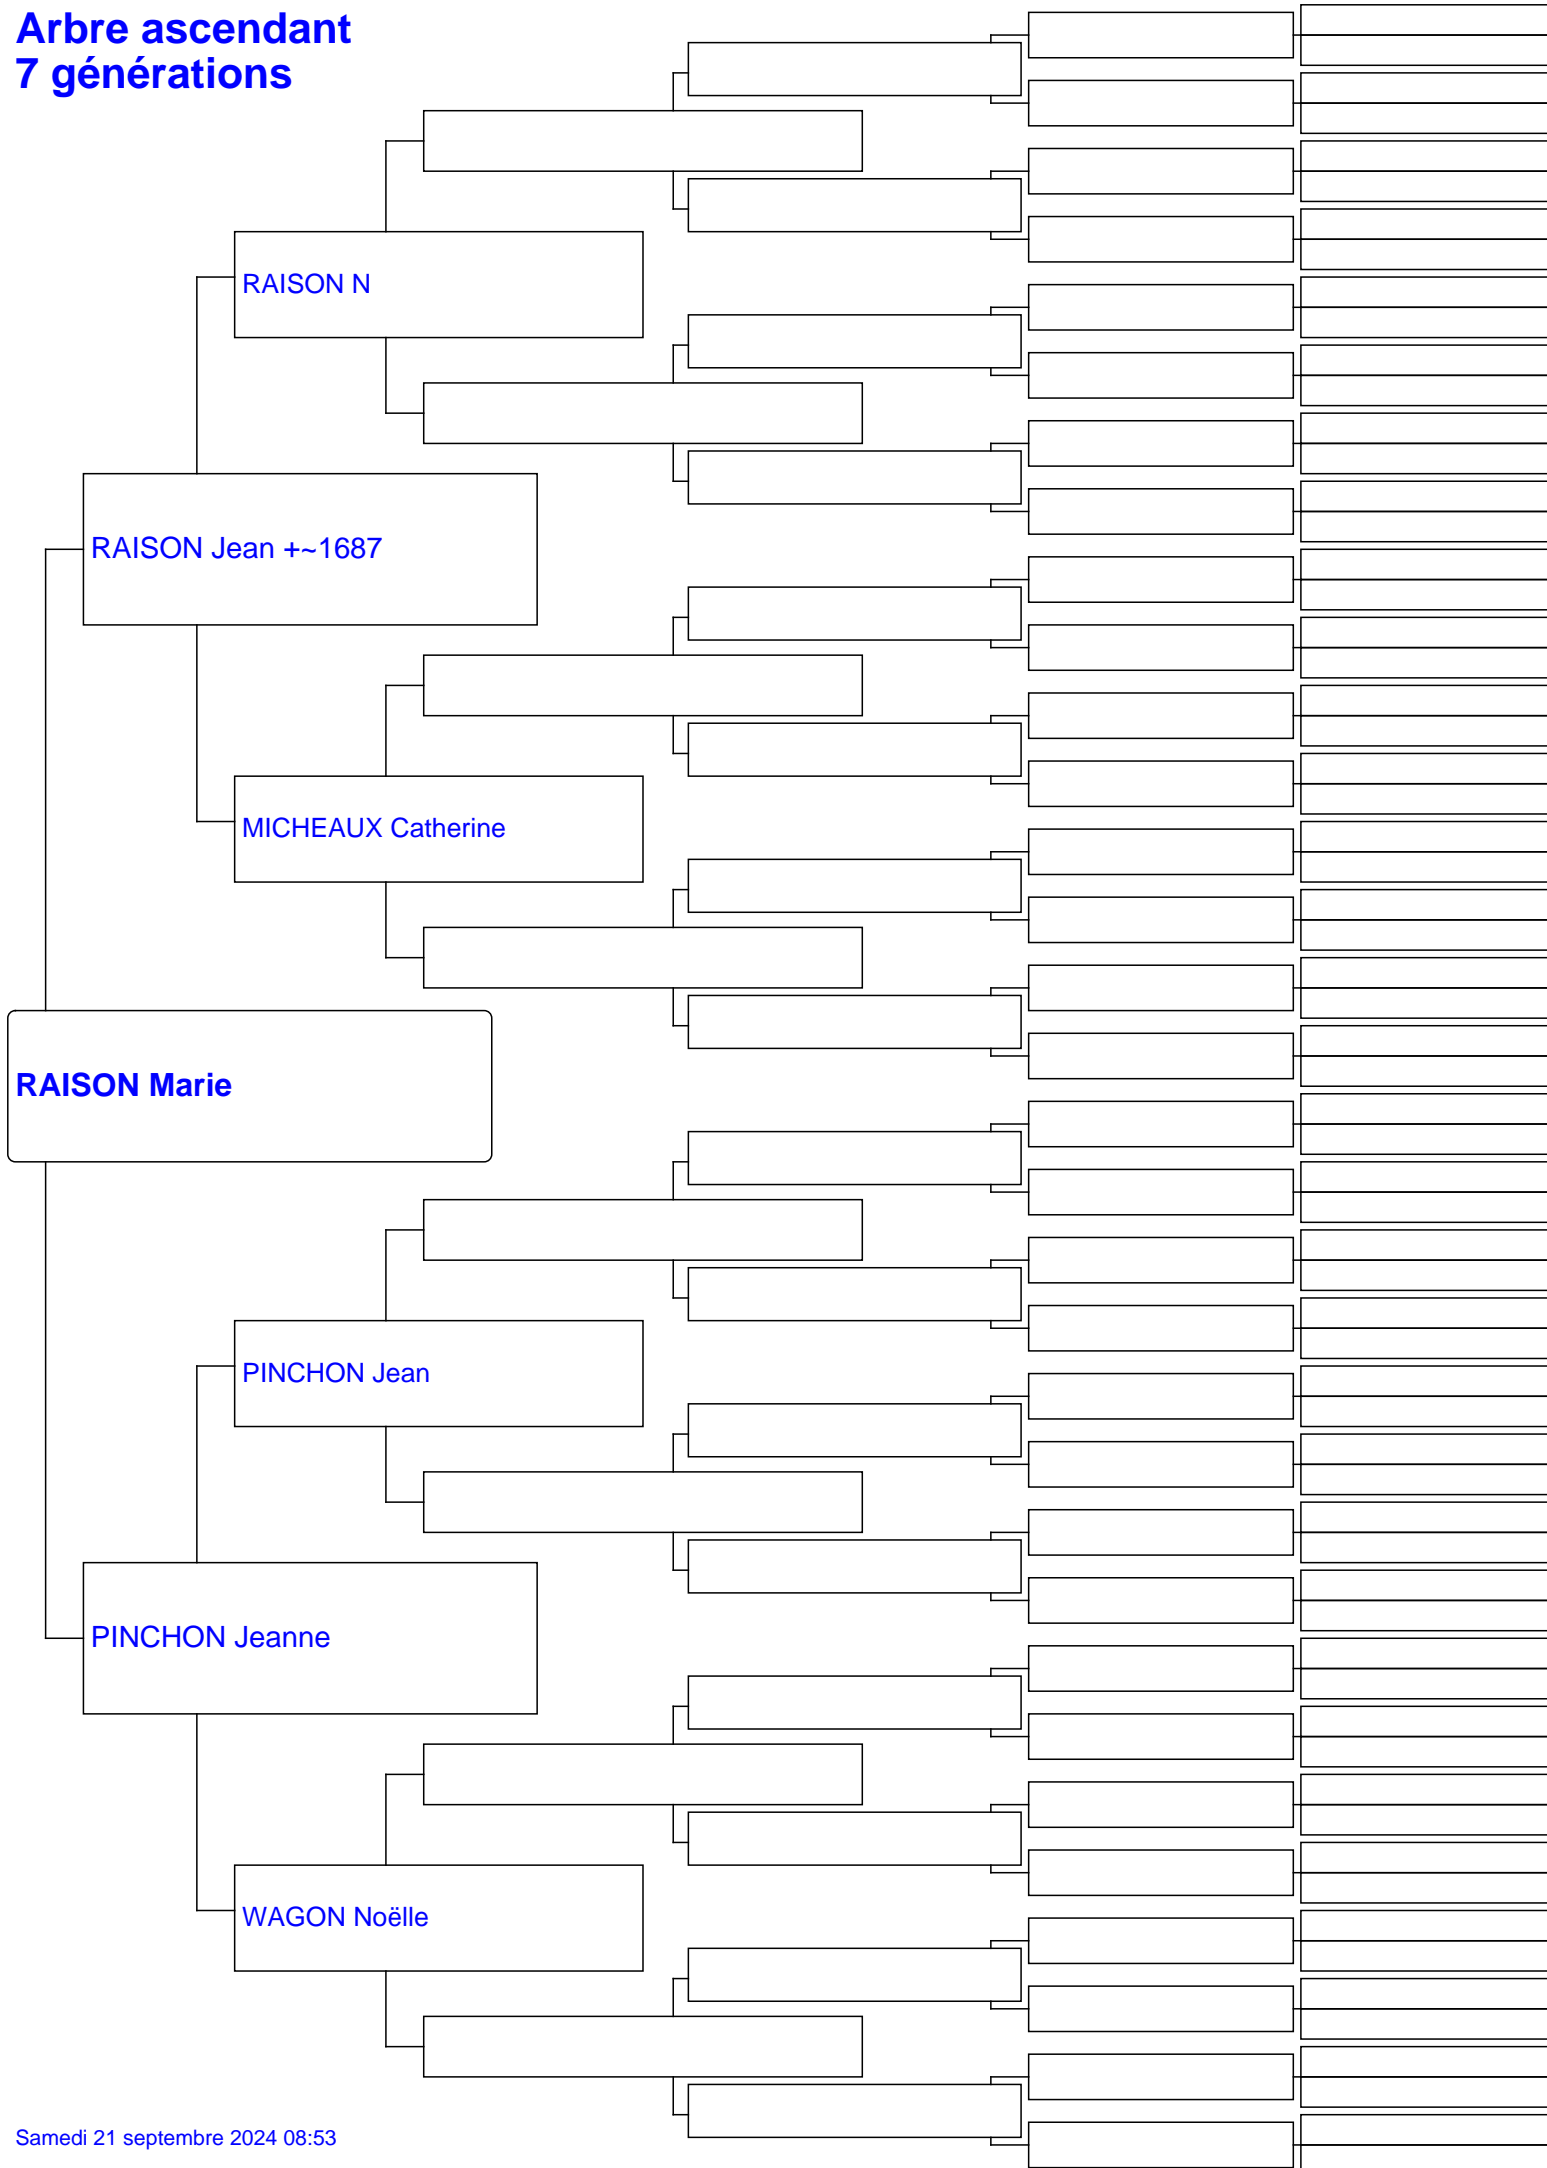 Arbre ascendant
7 générations
RAISON N
RAISON Jean +~1687
MICHEAUX Catherine
RAISON Marie
PINCHON Jean
PINCHON Jeanne
WAGON Noëlle
Samedi 21 septembre 2024 08:53